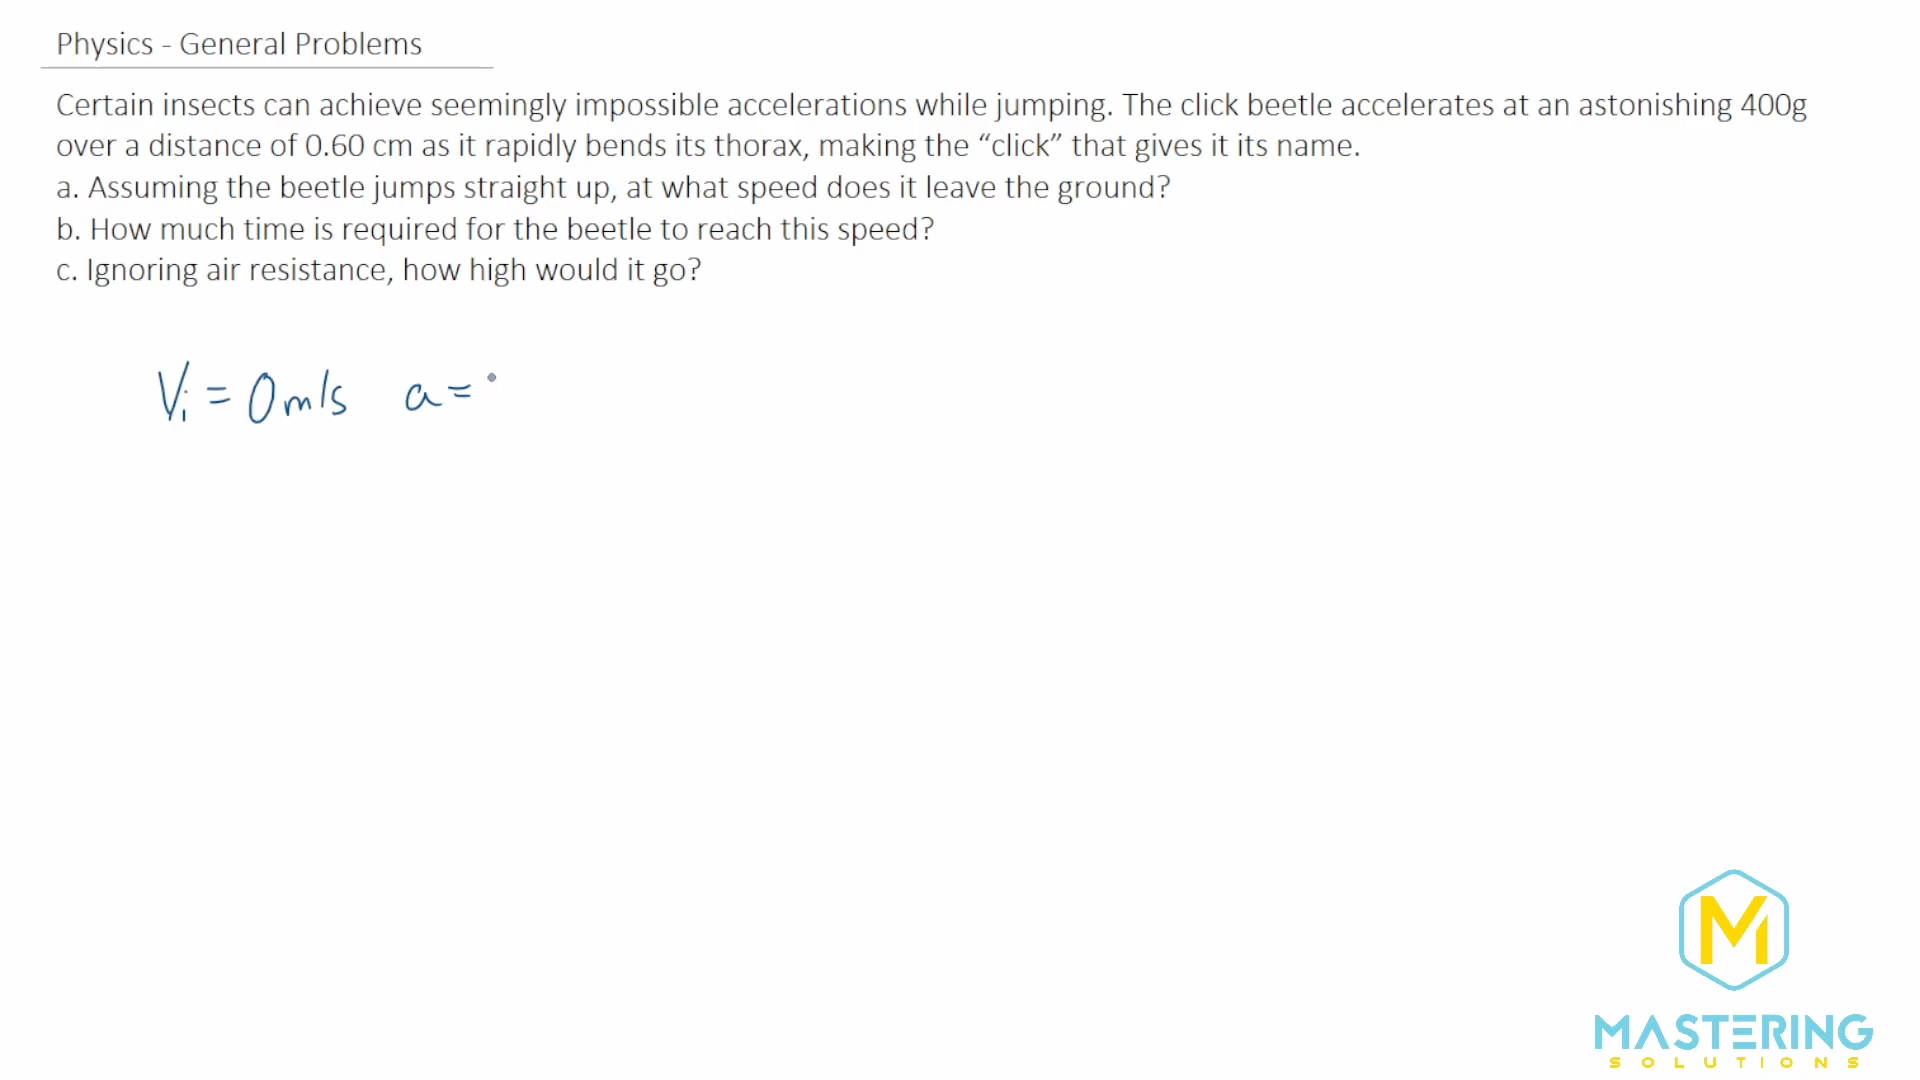 Physics - General Problems
Certain insects can achieve seemingly impossible accelerations while jumping. The click beetle accelerates at an astonishing 400g
over a distance of 0.60 cm as it rapidly bends its thorax, making the “click” that gives it its name.
a. Assuming the beetle jumps straight up, at what speed does it leave the ground?
b. How much time is required for the beetle to reach this speed?
c. Ignoring air resistance, how high would it go?
Vi = 0 m/s a =
M
MASTERING
SOLUTIONS